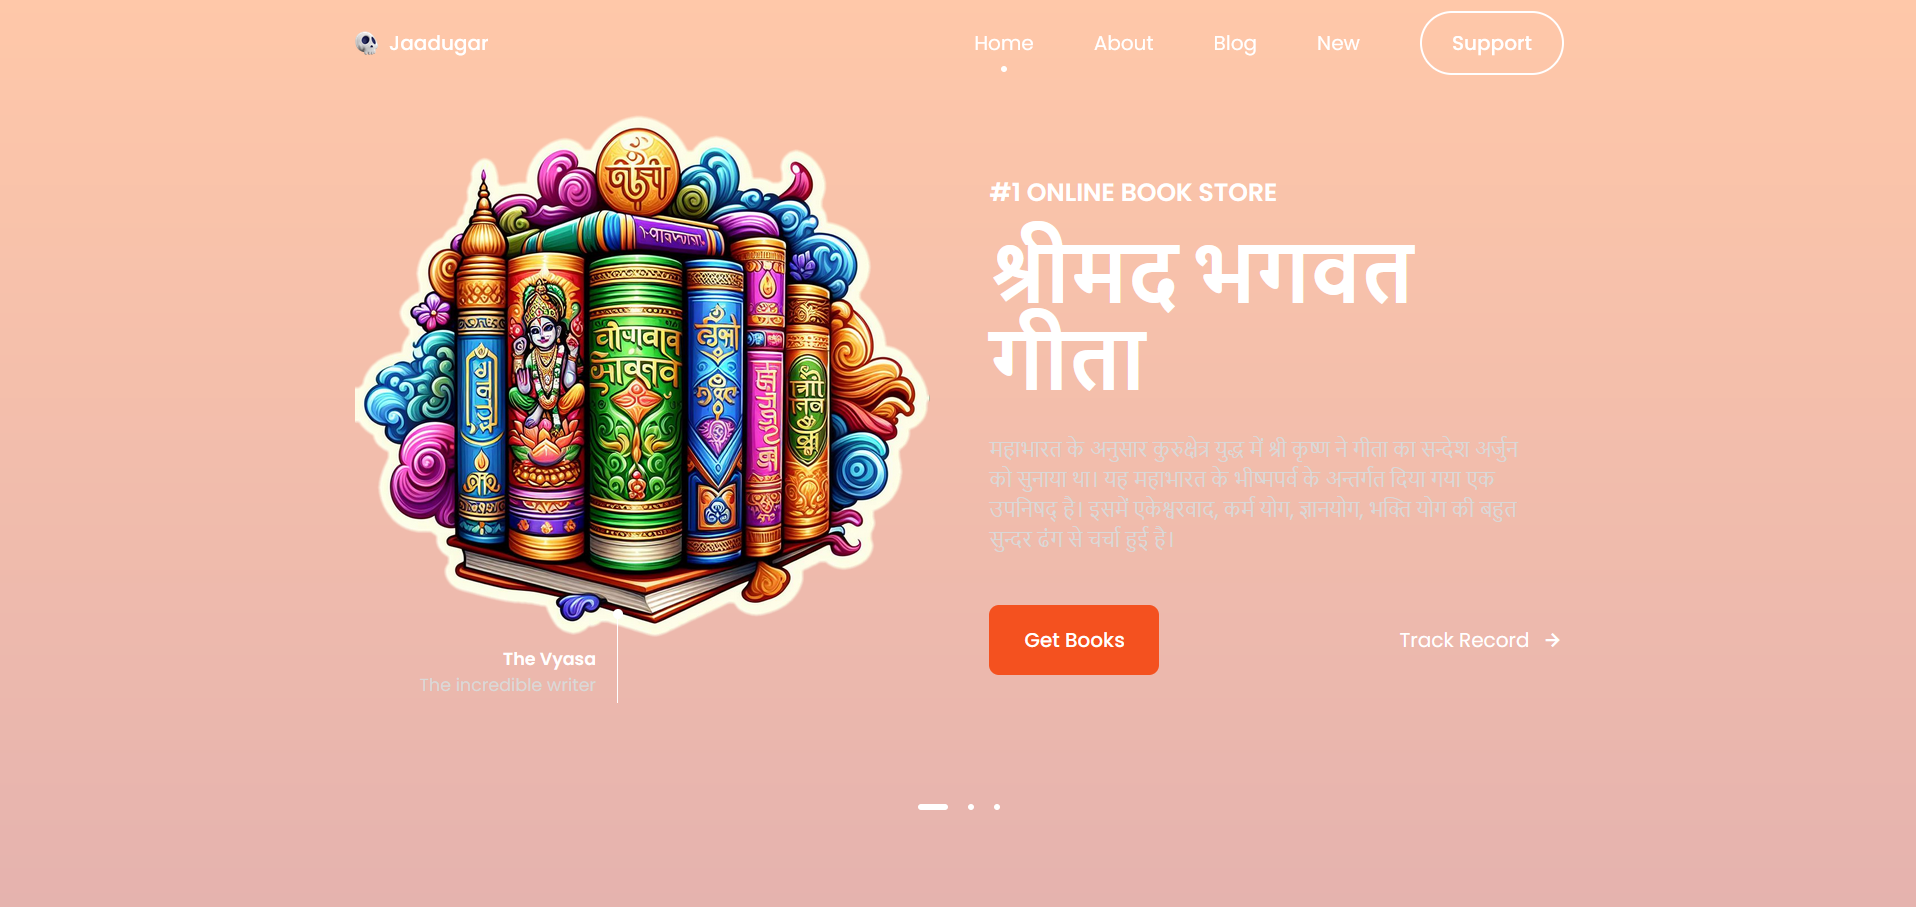 Jaadugar
Home
About
Blog
New
Support
#1 ONLINE BOOK STORE
श्रीमद भगवत
गीता
महाभारत के अनुसार कुरुक्षेत्र युद्ध में श्री कृष्ण ने गीता का सन्देश अर्जुन
को सुनाया था। यह महाभारत के भीष्मपर्व के अन्तर्गत दिया गया एक
उपनिषद् है। इसमें एकेश्वरवाद, कर्म योग, ज्ञानयोग, भक्ति योग की बहुत
सुन्दर ढंग से चर्चा हुई है।
Get Books
Track Record
The Vyasa
The incredible writer